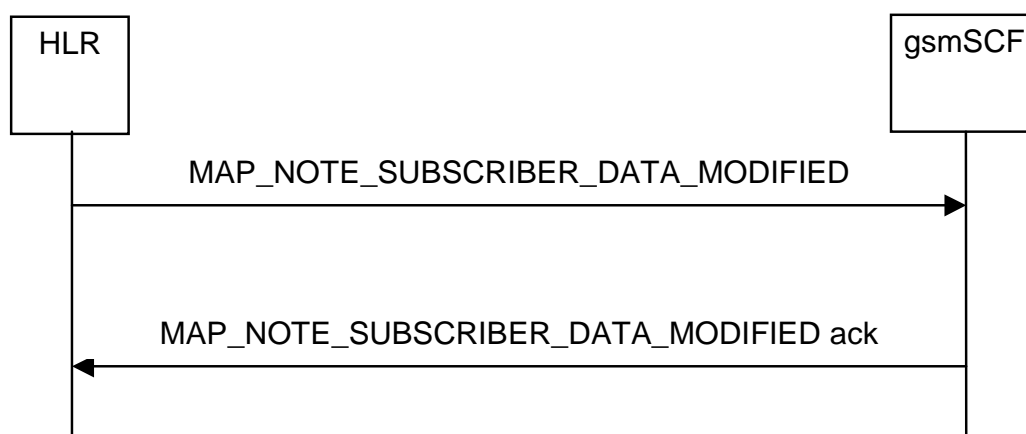 HLR
gsmSCF
MAP_NOTE_SUBSCRIBER_DATA_MODIFIED
MAP_NOTE_SUBSCRIBER_DATA_MODIFIED ack